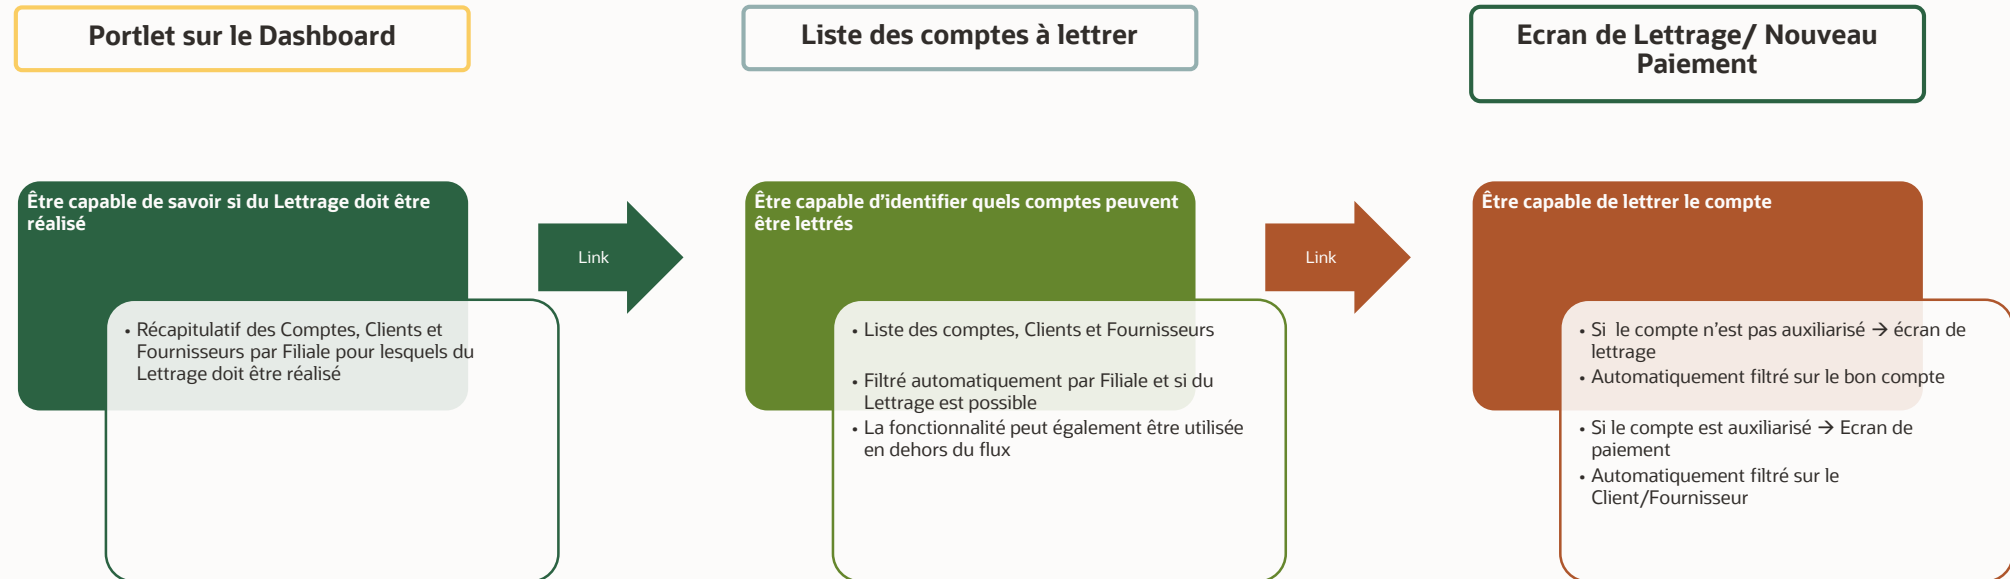 Portlet sur le Dashboard
Liste des comptes à lettrer
Ecran de Lettrage/ Nouveau
Paiement
Être capable de savoir si du Lettrage doit être
réalisé
• Récapitulatif des Comptes, Clients et
Fournisseurs par Filiale pour lesquels du
Lettrage doit être réalisé
Link
Être capable d’identifier quels comptes peuvent
être lettrés
• Liste des comptes, Clients et Fournisseurs
• Filtré automatiquement par Filiale et si du
Lettrage est possible
• La fonctionnalité peut également être utilisée
en dehors du flux
Link
Être capable de lettrer le compte
• Si le compte n’est pas auxiliarisé → écran de
lettrage
• Automatiquement filtré sur le bon compte
• Si le compte est auxiliarisé → Ecran de
paiement
• Automatiquement filtré sur le
Client/Fournisseur